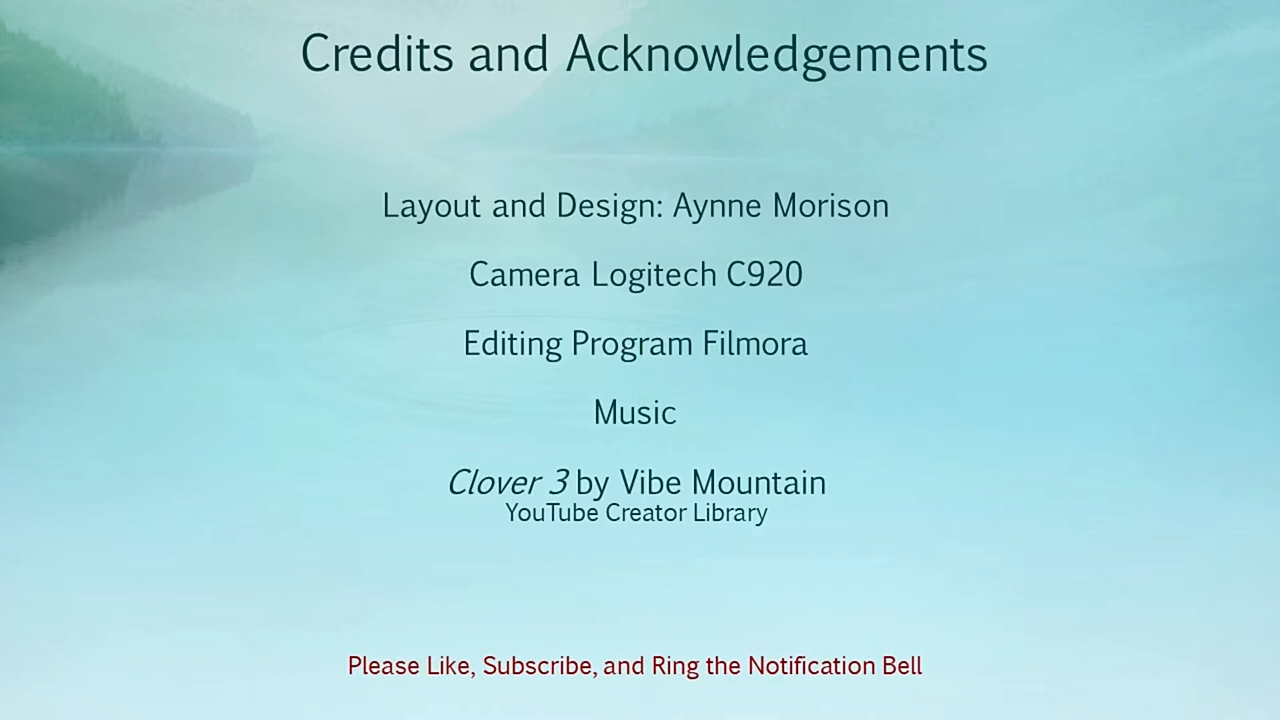 Credits and Acknowledgements
Layout and Design: Aynne Morison
Camera Logitech C920
Editing Program Filmora
Music
Clover 3 by Vibe Mountain
YouTube Creator Library
Please Like, Subscribe, and Ring the Notification Bell